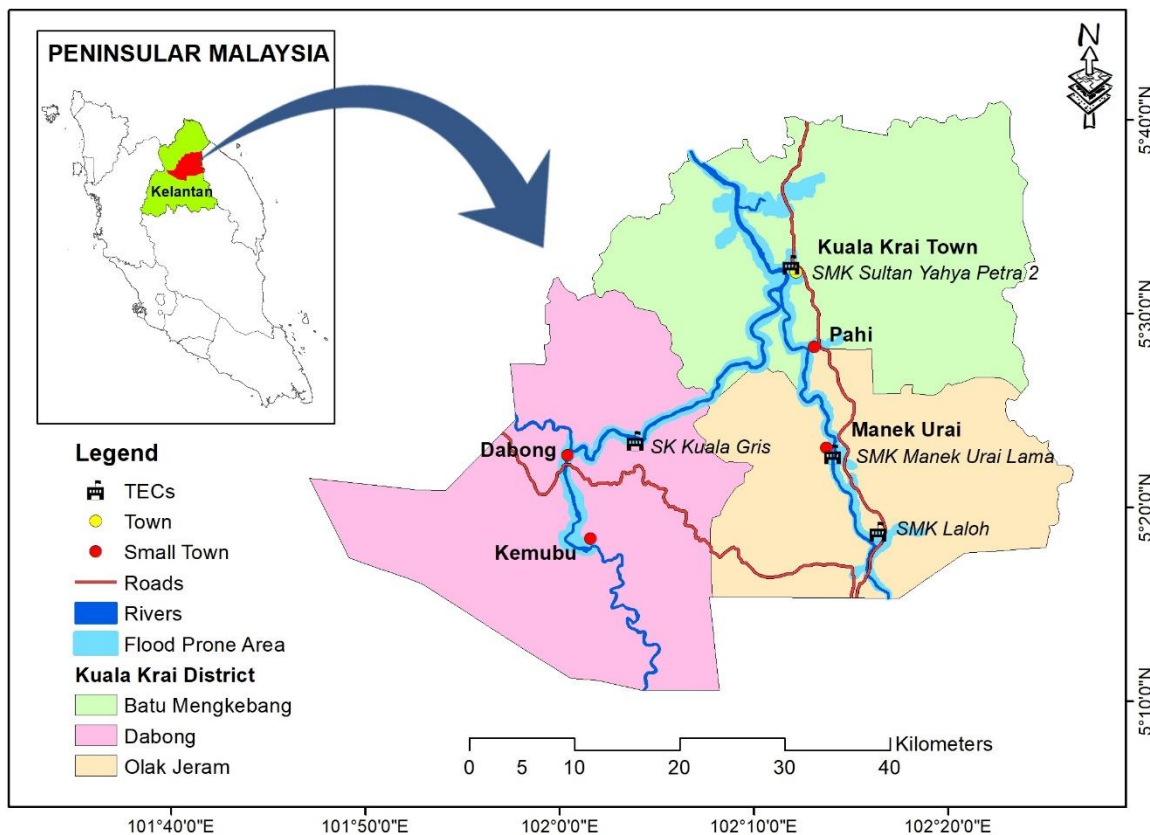 PENINSULAR MALAYSIA
Kelantan
N
Kuala Krai Town
SMK Sultan Yahya Petra 2
Pahi
Manek Urai
SMK Manek Urai Lama
Dabong
SK Kuala Gris
SMK Laloh
Kemubu
Legend
TECs
Town
Small Town
Roads
Rivers
Flood Prone Area
Kuala Krai District
Batu Mengkebang
Dabong
Olak Jeram
Kilometers
0 5 10 20 30 40
5°40'0"N
5°30'0"N
5°20'0"N
5°10'0"N
101°40'0"E 101°50'0"E 102°0'0"E 102°10'0"E 102°20'0"E